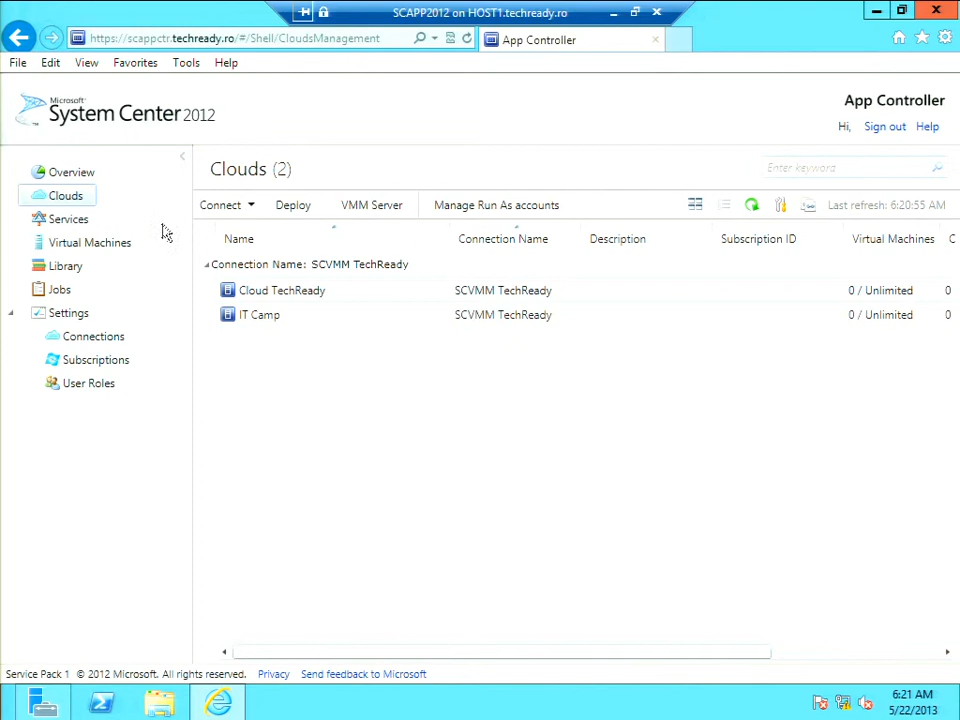 SCAPP2012 on HOST1.techready.ro
https://scappctr.techready.ro/#/Shell/CloudsManagement
App Controller
File Edit View Favorites Tools Help
Microsoft
System Center 2012
App Controller
Hi, Sign out Help
Overview
Clouds
Services
Virtual Machines
Library
Jobs
Settings
Connections
Subscriptions
User Roles
Clouds (2)
Enter keyword
Connect Deploy VMM Server Manage Run As accounts Last refresh: 6:20:55 AM
Name Connection Name Description Subscription ID Virtual Machines C
Connection Name: SCVMM TechReady
Cloud TechReady SCVMM TechReady 0 / Unlimited 0
IT Camp SCVMM TechReady 0 / Unlimited 0
Service Pack 1 © 2012 Microsoft. All rights reserved. Privacy Send feedback to Microsoft
6:21 AM
5/22/2013